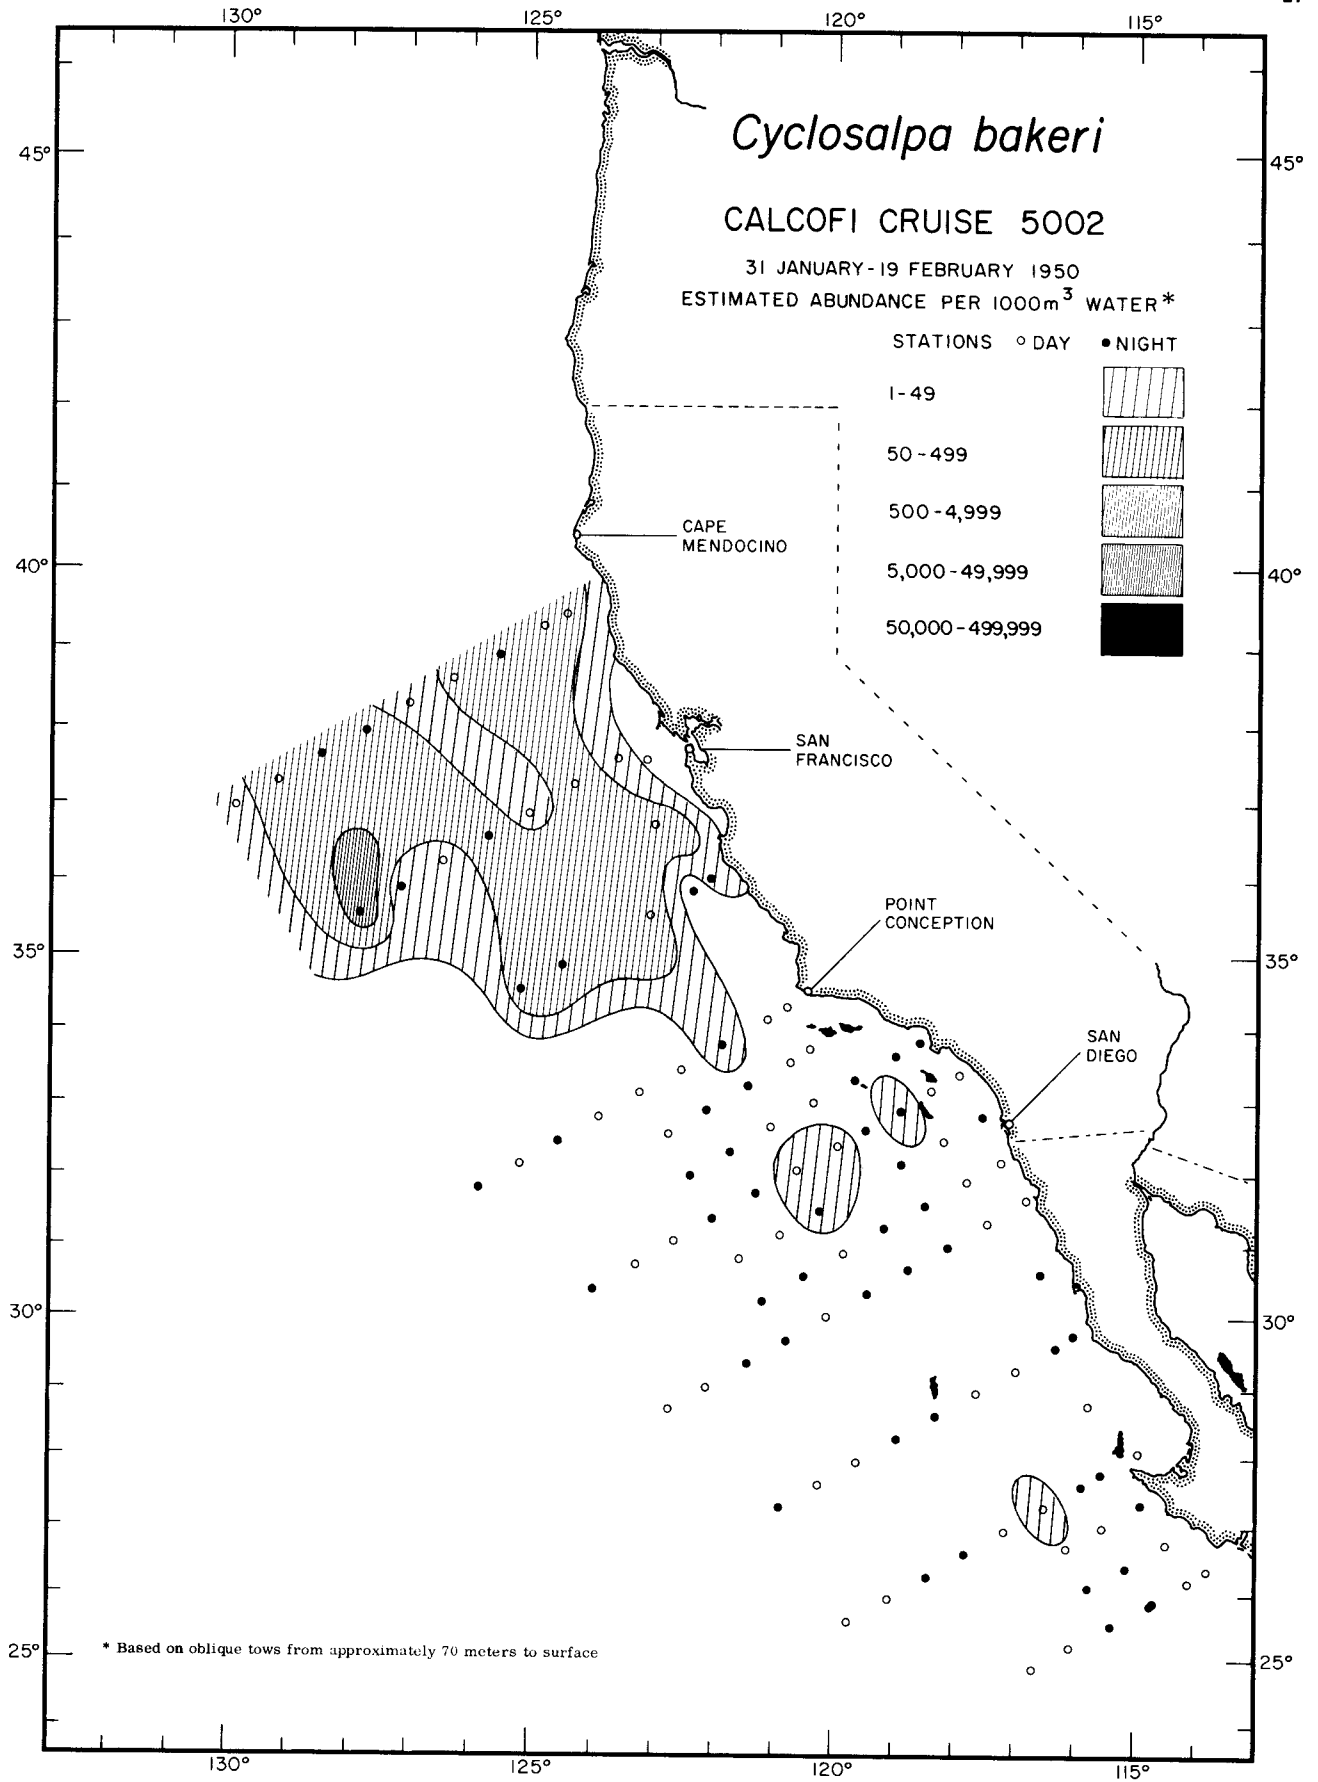 130° 125° 120° 115°
Cyclosalpa bakeri
45° 45°
CALCOFI CRUISE 5002
31 JANUARY-19 FEBRUARY 1950
ESTIMATED ABUNDANCE PER 1000m³ WATER*
STATIONS ○ DAY ● NIGHT
1-49
50-499
500-4,999
5,000-49,999
50,000-499,999
CAPE
MENDOCINO
40° 40°
SAN
FRANCISCO
POINT
CONCEPTION
35° 35°
SAN
DIEGO
30° 30°
* Based on oblique tows from approximately 70 meters to surface
25° 25°
130° 125° 120° 115°